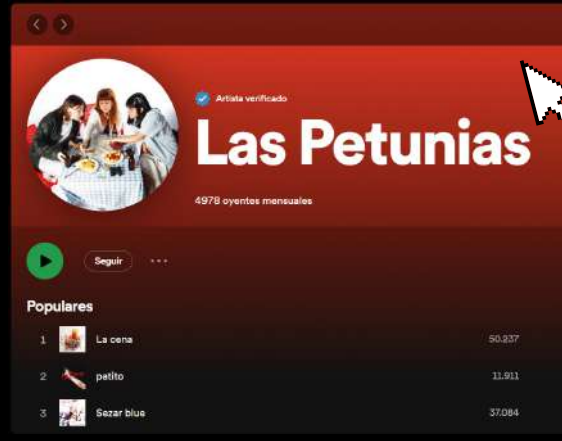 Artista verificado
Las Petunias
4978 oyentes mensuales
Seguir
Populares
1 La cena 50.237
2 patito 11.911
3 Sezar blue 37.084